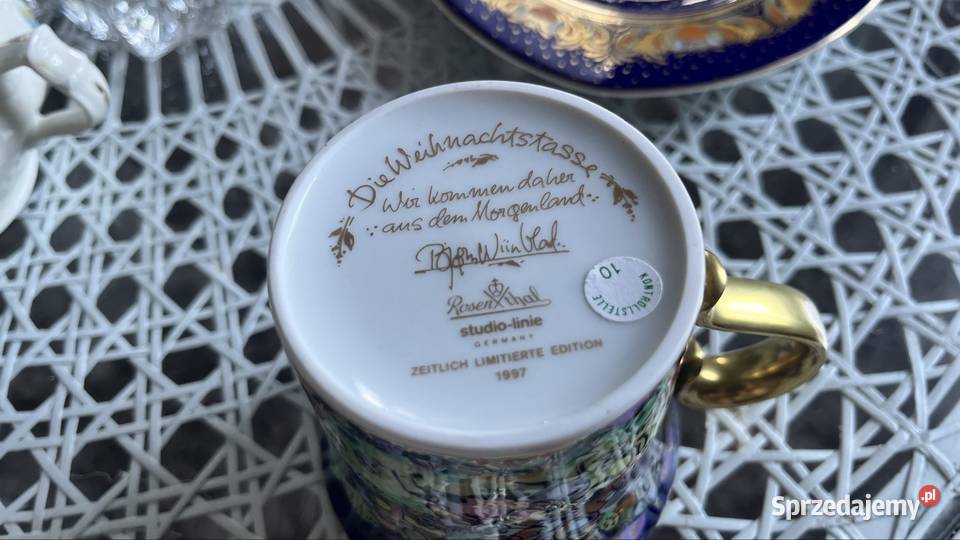 Die Weihnachtstasse
Wir kommen daher
aus dem Morgenland
Bjørn Wiinblad
Rosenthal
studio-linie
GERMANY
ZEITLICH LIMITIERTE EDITION
1997
KONTROLLSTELLE
10
Sprzedajemy.pl